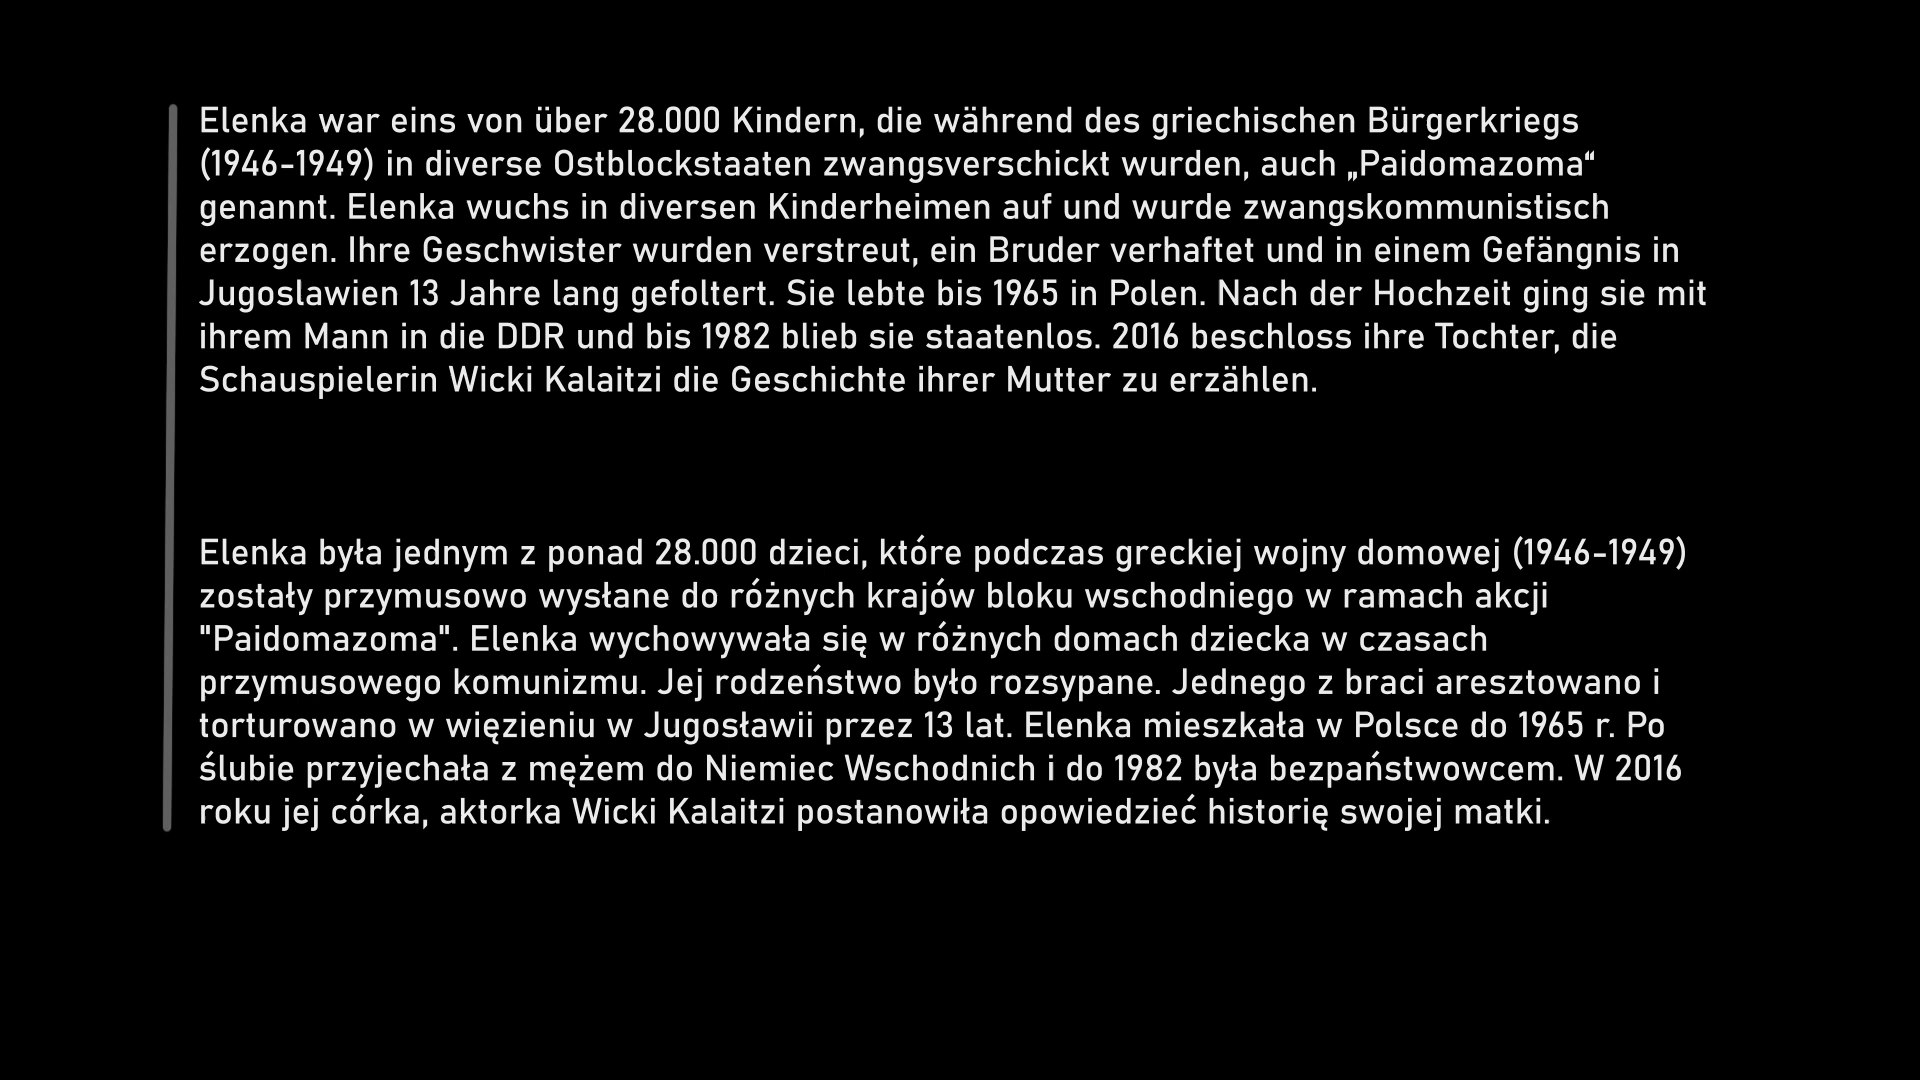 Elenka war eins von über 28.000 Kindern, die während des griechischen Bürgerkriegs
(1946-1949) in diverse Ostblockstaaten zwangsverschickt wurden, auch „Paidomazoma“
genannt. Elenka wuchs in diversen Kinderheimen auf und wurde zwangskommunistisch
erzogen. Ihre Geschwister wurden verstreut, ein Bruder verhaftet und in einem Gefängnis in
Jugoslawien 13 Jahre lang gefoltert. Sie lebte bis 1965 in Polen. Nach der Hochzeit ging sie mit
ihrem Mann in die DDR und bis 1982 blieb sie staatenlos. 2016 beschloss ihre Tochter, die
Schauspielerin Wicki Kalaitzi die Geschichte ihrer Mutter zu erzählen.
Elenka była jednym z ponad 28.000 dzieci, które podczas greckiej wojny domowej (1946-1949)
zostały przymusowo wysłane do różnych krajów bloku wschodniego w ramach akcji
"Paidomazoma". Elenka wychowywała się w różnych domach dziecka w czasach
przymusowego komunizmu. Jej rodzeństwo było rozsypane. Jednego z braci aresztowano i
torturowano w więzieniu w Jugosławii przez 13 lat. Elenka mieszkała w Polsce do 1965 r. Po
ślubie przyjechała z mężem do Niemiec Wschodnich i do 1982 była bezpaństwowcem. W 2016
roku jej córka, aktorka Wicki Kalaitzi postanowiła opowiedzieć historię swojej matki.